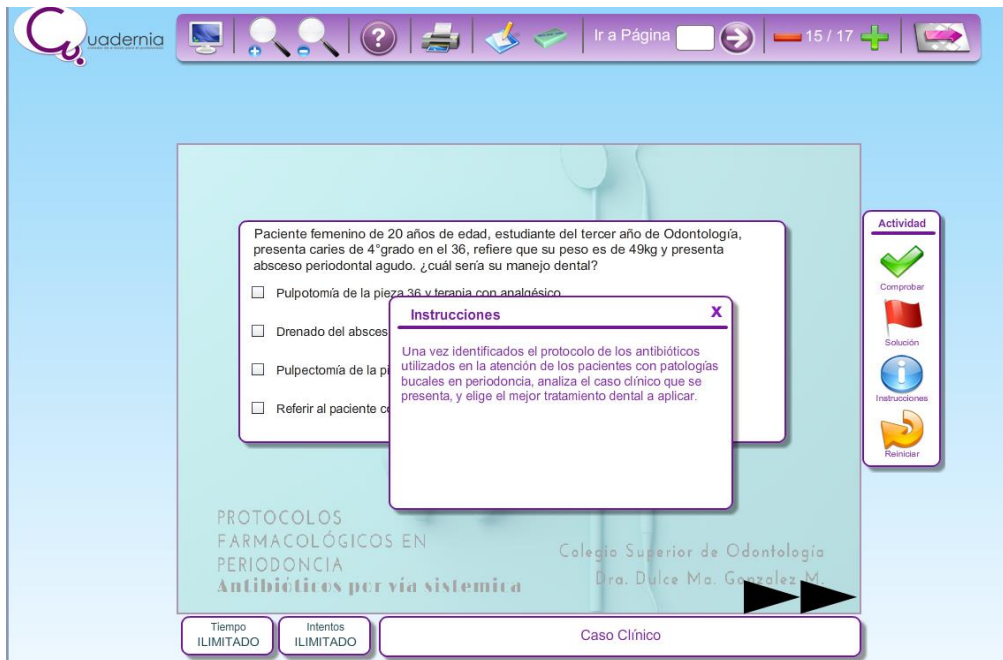 Cuadernia
Ir a Página
15 / 17
Paciente femenino de 20 años de edad, estudiante del tercer año de Odontología,
presenta caries de 4°grado en el 36, refiere que su peso es de 49kg y presenta
absceso periodontal agudo. ¿cuál sería su manejo dental?
Pulpotomía de la pieza 36 y terapia con analgésico
Drenado del absces
Pulpectomía de la pi
Referir al paciente co
Instrucciones
X
Una vez identificados el protocolo de los antibióticos
utilizados en la atención de los pacientes con patologías
bucales en periodoncia, analiza el caso clínico que se
presenta, y elige el mejor tratamiento dental a aplicar.
Actividad
Comprobar
Solución
Instrucciones
Reiniciar
PROTOCOLOS
FARMACOLÓGICOS EN
PERIODONCIA
Antibióticos por vía sistemica
Colegio Superior de Odontología
Dra. Dulce Ma. Gonzalez M.
Tiempo
ILIMITADO
Intentos
ILIMITADO
Caso Clínico